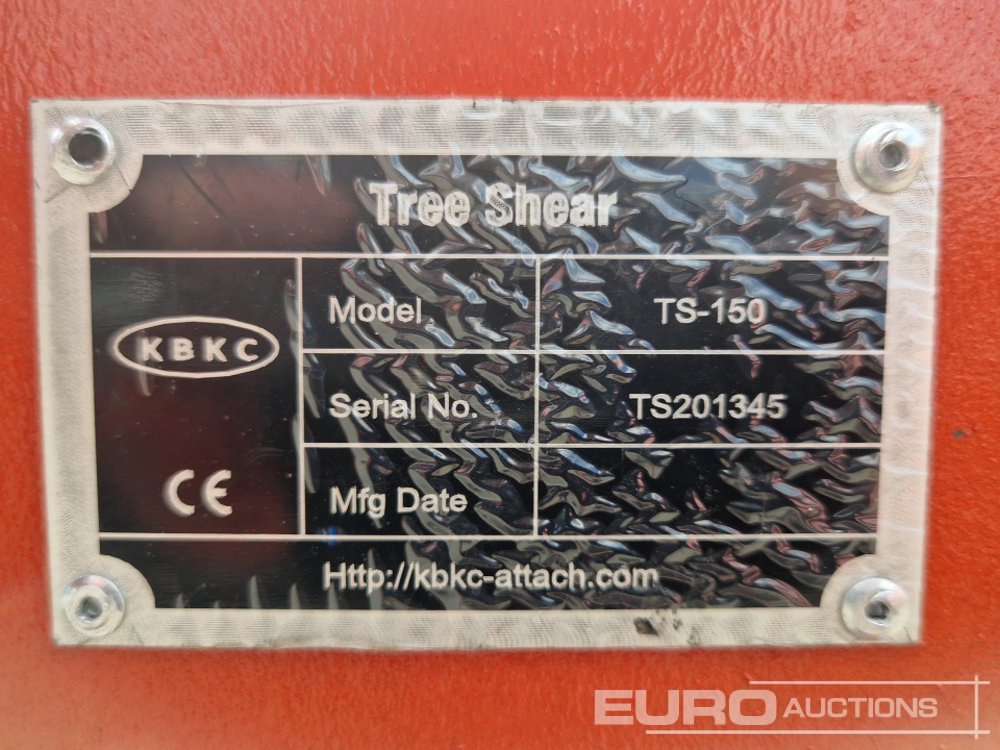 Tree Shear
KBKC
CE
Model TS-150
Serial No. TS201345
Mfg Date
Http://kbkc-attach.com
EURO AUCTIONS